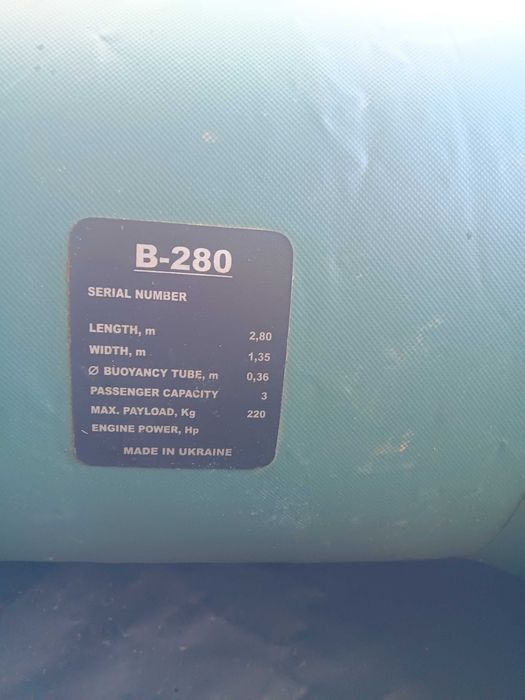 B-280
SERIAL NUMBER
LENGTH, m 2,80
WIDTH, m 1,35
Ø BUOYANCY TUBE, m 0,36
PASSENGER CAPACITY 3
MAX. PAYLOAD, Kg 220
ENGINE POWER, Hp
MADE IN UKRAINE